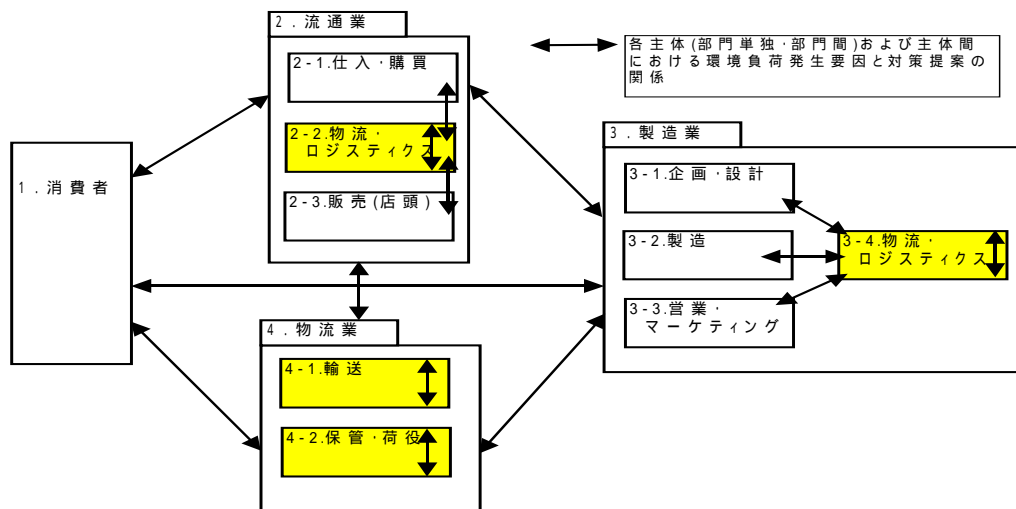 2．流通業
2-1.仕入・購買
2-2.物流・
ロジスティクス
2-3.販売(店頭)
各主体(部門単独・部門間)および主体間
における環境負荷発生要因と対策提案の
関係
1．消費者
3．製造業
3-1.企画・設計
3-2.製造
3-3.営業・
マーケティング
3-4.物流・
ロジスティクス
4．物流業
4-1.輸送
4-2.保管・荷役